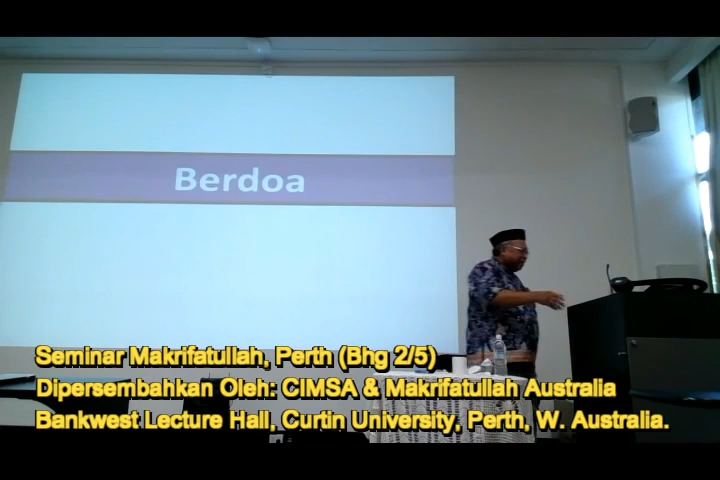 Berdoa
Seminar Makrifatullah, Perth (Bhg 2/5)
Dipersembahkan Oleh: CIMSA & Makrifatullah Australia
Bankwest Lecture Hall, Curtin University, Perth, W. Australia.